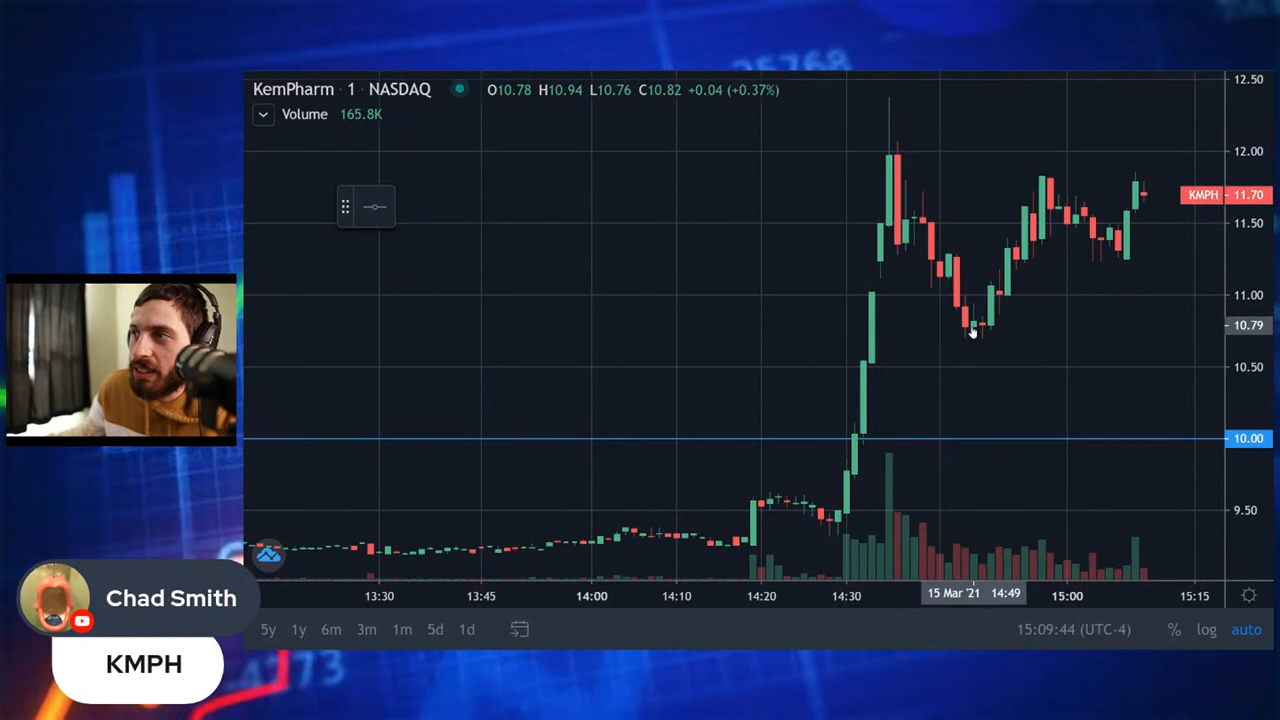 25768
KemPharm · 1 · NASDAQ
O10.78 H10.94 L10.76 C10.82 +0.04 (+0.37%)
Volume 165.8K
12.50
12.00
KMPH 11.70
11.50
11.00
10.79
10.50
10.00
9.50
13:30 13:45 14:00 14:10 14:20 14:30 15 Mar '21 14:49 15:00 15:15
5y 1y 6m 3m 1m 5d 1d
15:09:44 (UTC-4) % log auto
Chad Smith
KMPH
4773